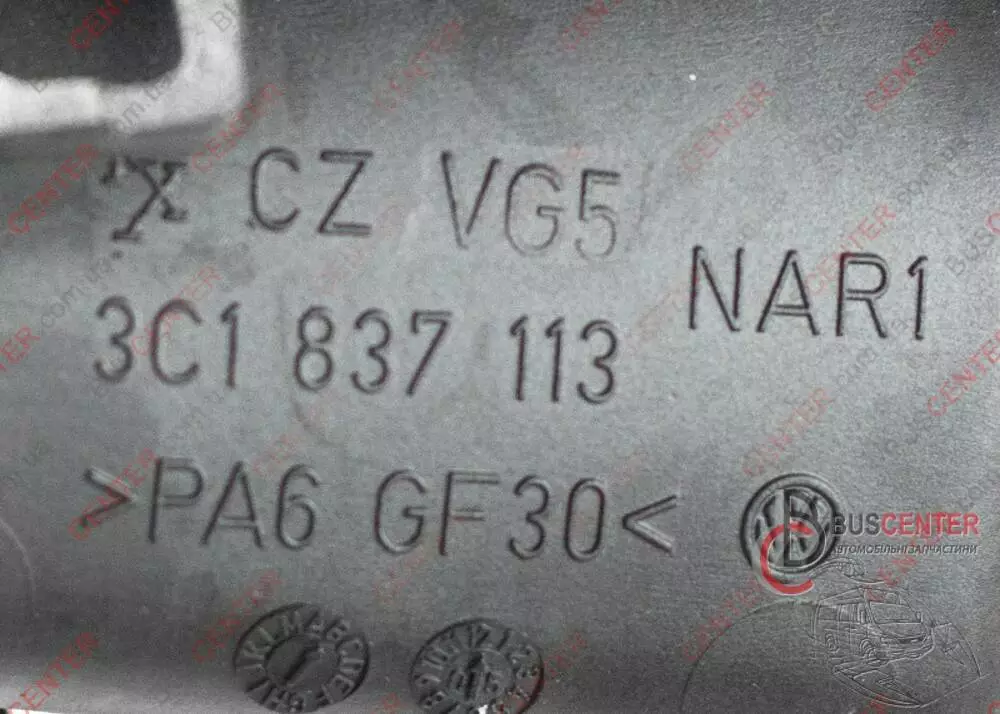 CZ VG5
NAR1
3C1 837 113
>PA6 GF30<
BUSCENTER
АВТОМОБІЛЬНІ ЗАПЧАСТИНИ